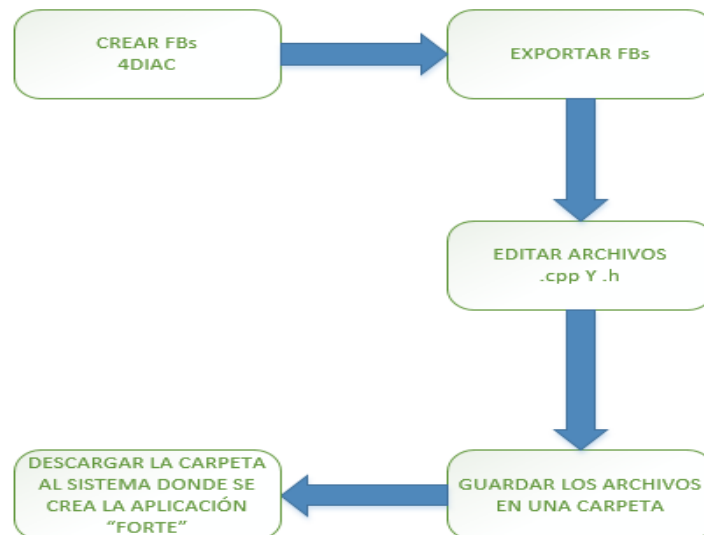 CREAR FBs
4DIAC
EXPORTAR FBs
EDITAR ARCHIVOS
.cpp Y .h
GUARDAR LOS ARCHIVOS
EN UNA CARPETA
DESCARGAR LA CARPETA
AL SISTEMA DONDE SE
CREA LA APLICACIÓN
“FORTE”